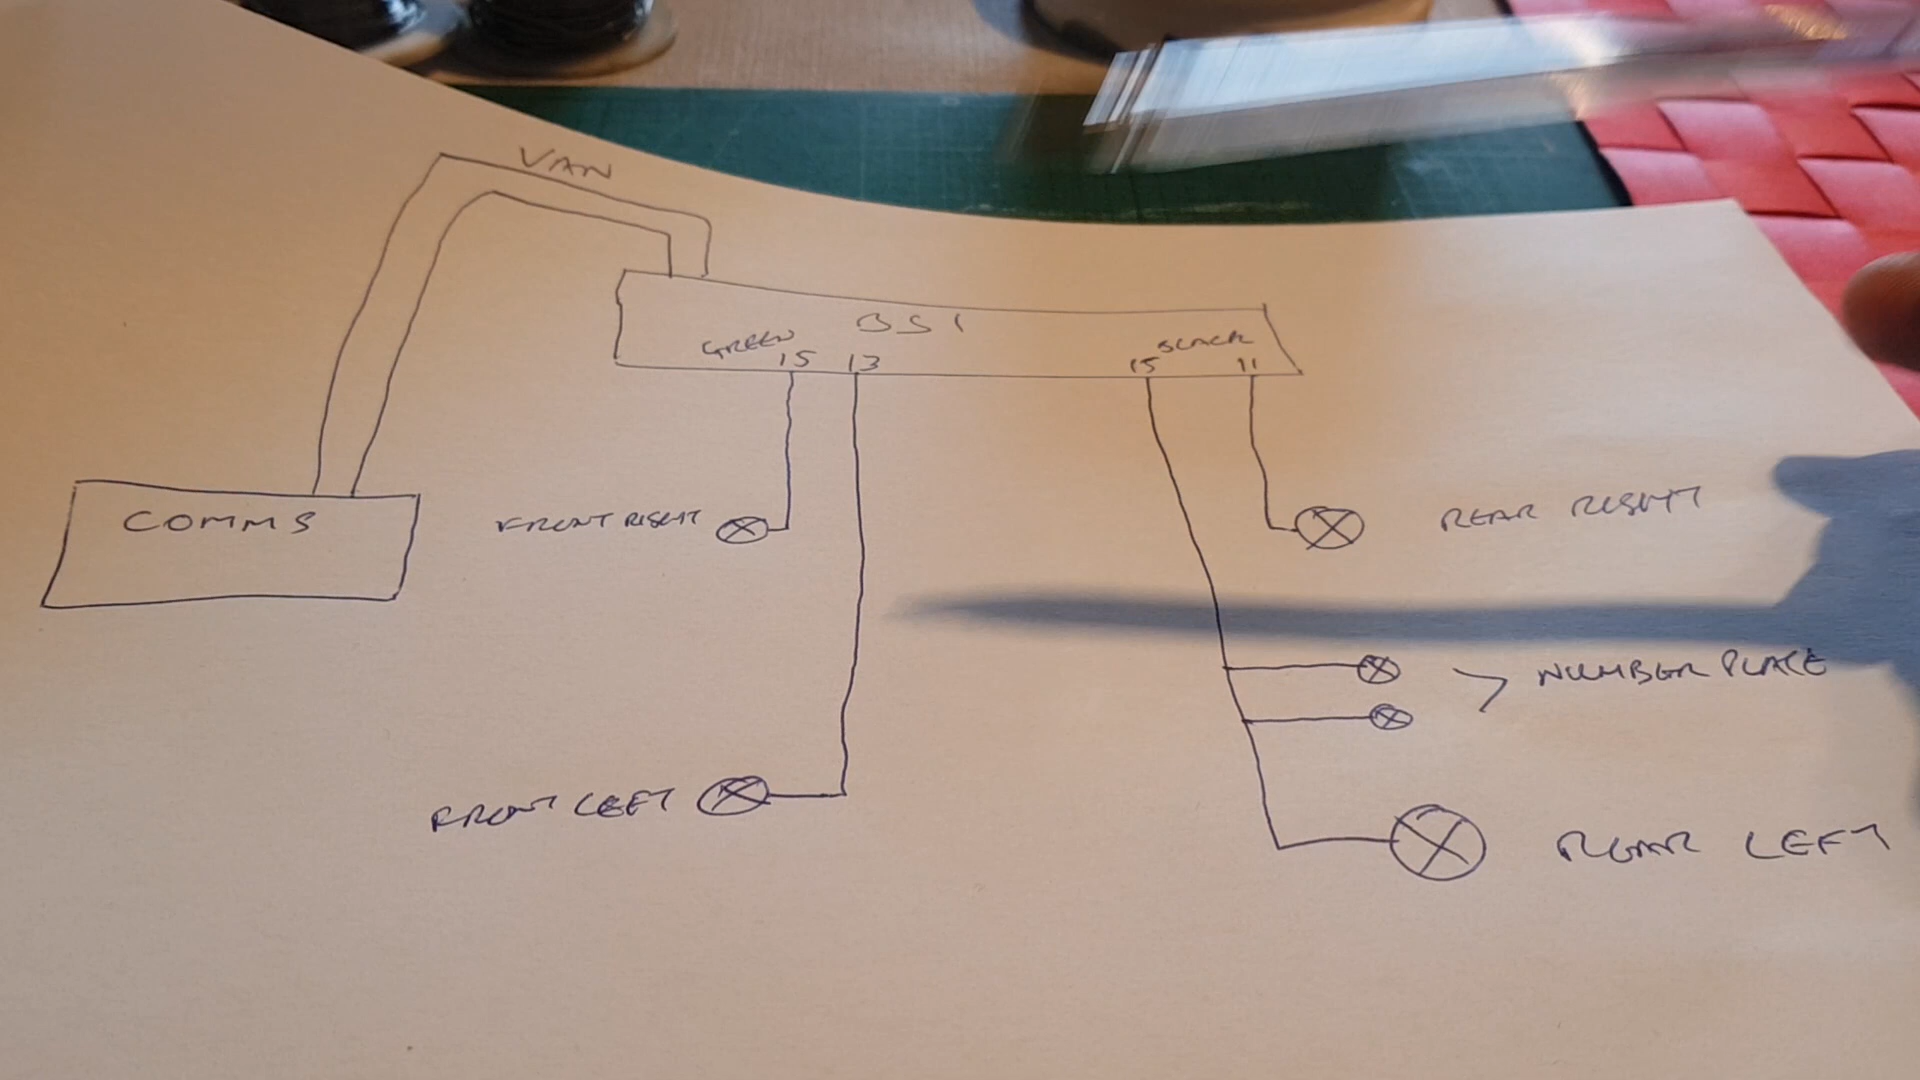 VAN
BSI
GREEN
BLACK
15 13
15 11
COMMS
FRONT RIGHT
REAR RIGHT
NUMBER PLATE
FRONT LEFT
REAR LEFT